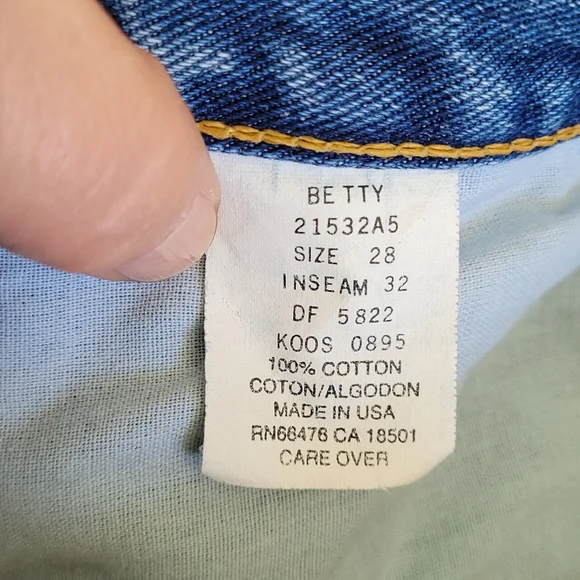 BETTY
21532A5
SIZE 28
INSEAM 32
DF 5822
KOOS 0895
100% COTTON
COTON/ALGODON
MADE IN USA
RN66476 CA 18501
CARE OVER